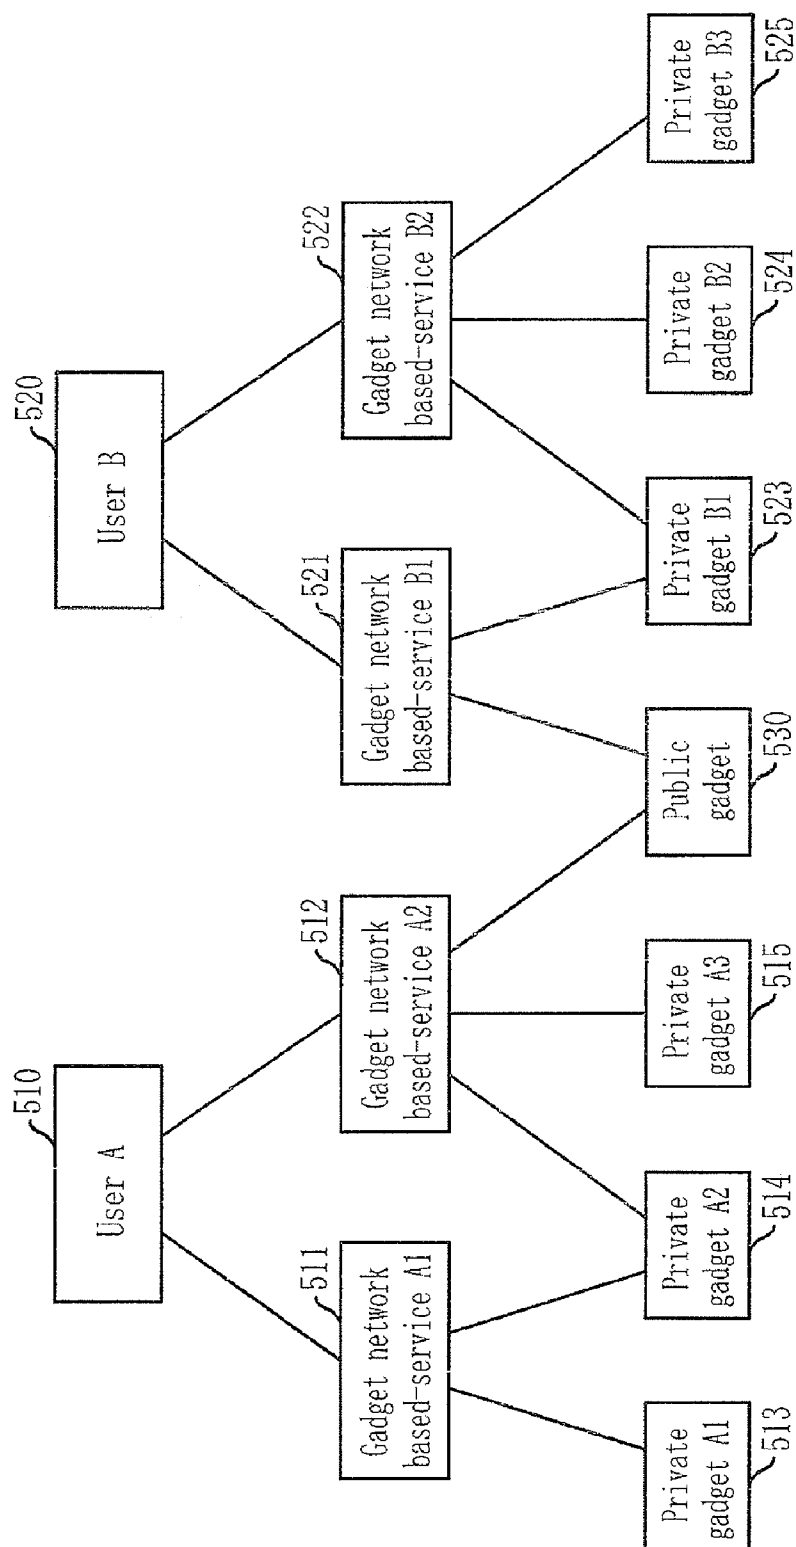 510
User A
520
User B
511
Gadget network
based-service A1
512
Gadget network
based-service A2
521
Gadget network
based-service B1
522
Gadget network
based-service B2
Private
gadget A1
513
Private
gadget A2
514
Private
gadget A3
515
Public
gadget
530
Private
gadget B1
523
Private
gadget B2
524
Private
gadget B3
525